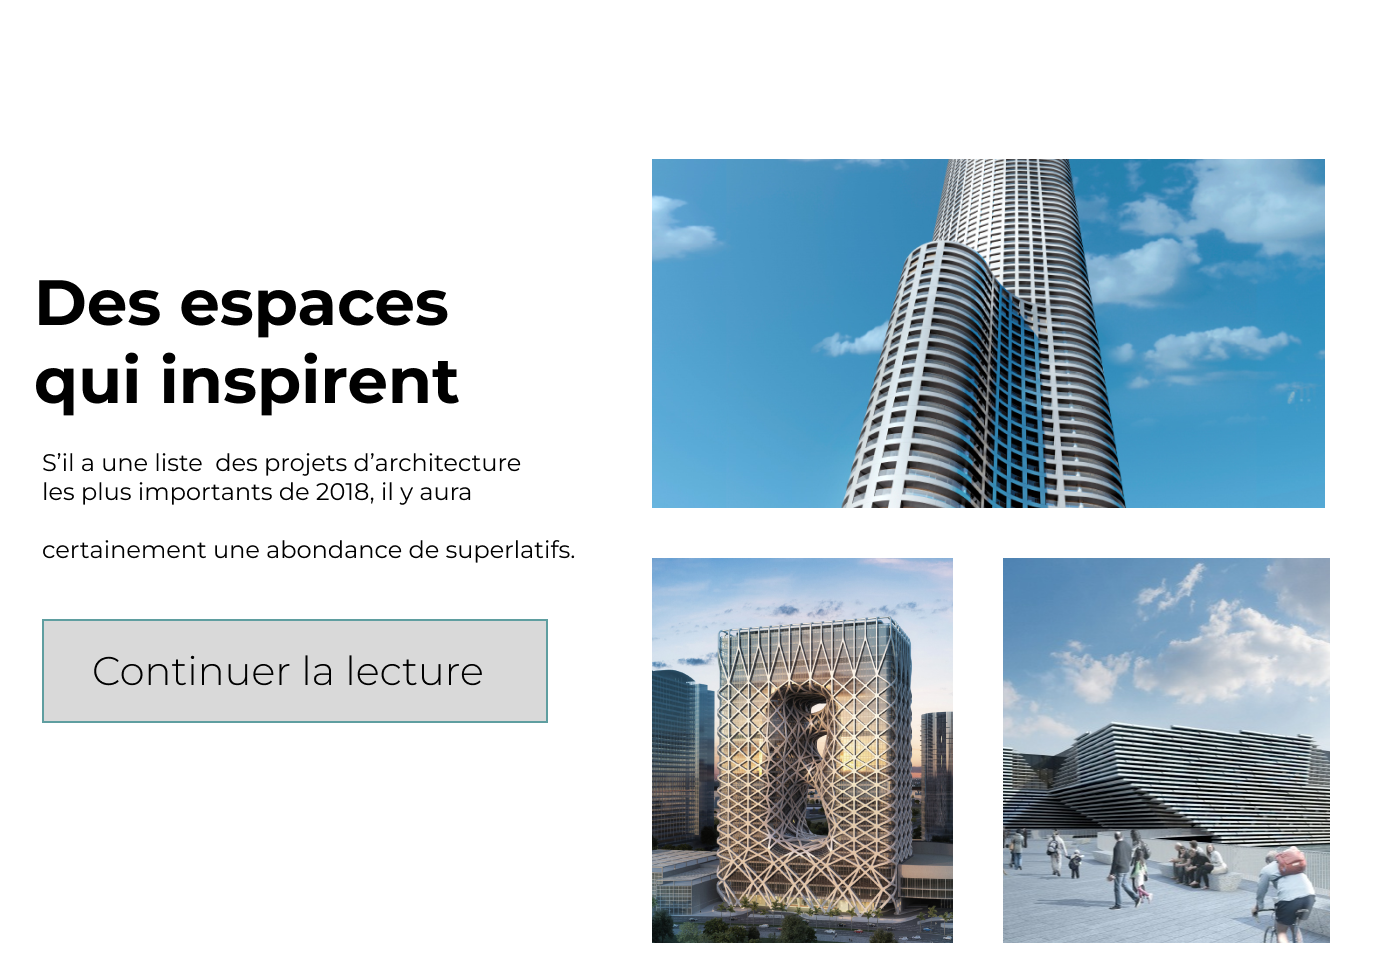 Des espaces
qui inspirent
S’il a une liste  des projets d’architecture
les plus importants de 2018, il y aura
certainement une abondance de superlatifs.
Continuer la lecture